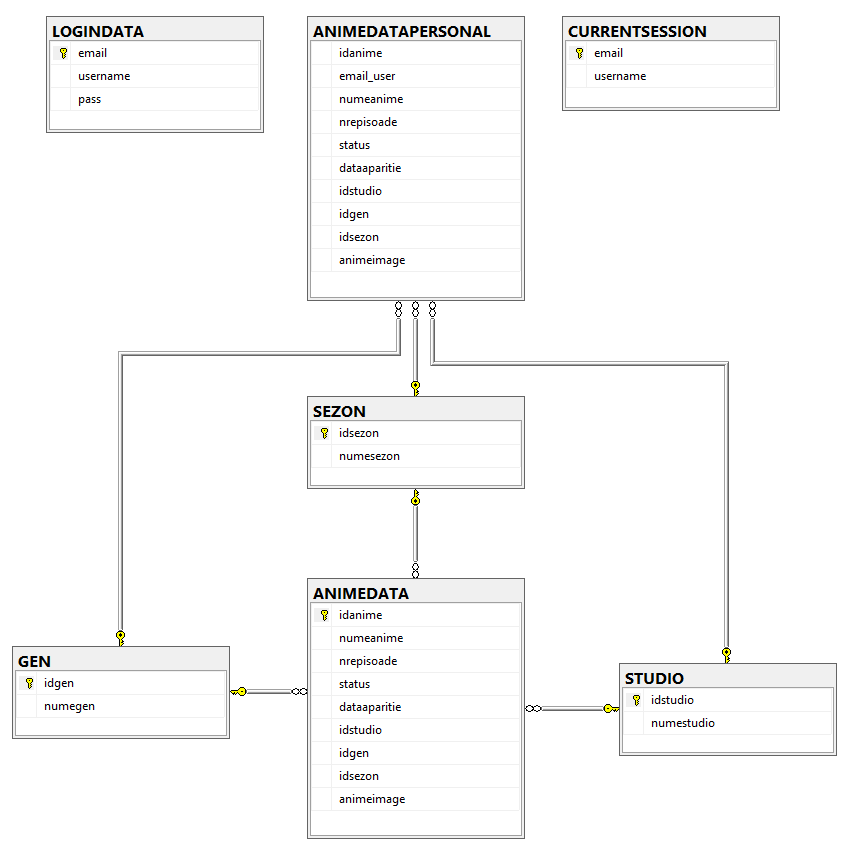 LOGINDATA
email
username
pass
ANIMEDATAPERSONAL
idanime
email_user
numeanime
nrepisoade
status
dataaparitie
idstudio
idgen
idsezon
animeimage
CURRENTSESSION
email
username
SEZON
idsezon
numesezon
GEN
idgen
numegen
ANIMEDATA
idanime
numeanime
nrepisoade
status
dataaparitie
idstudio
idgen
idsezon
animeimage
STUDIO
idstudio
numestudio